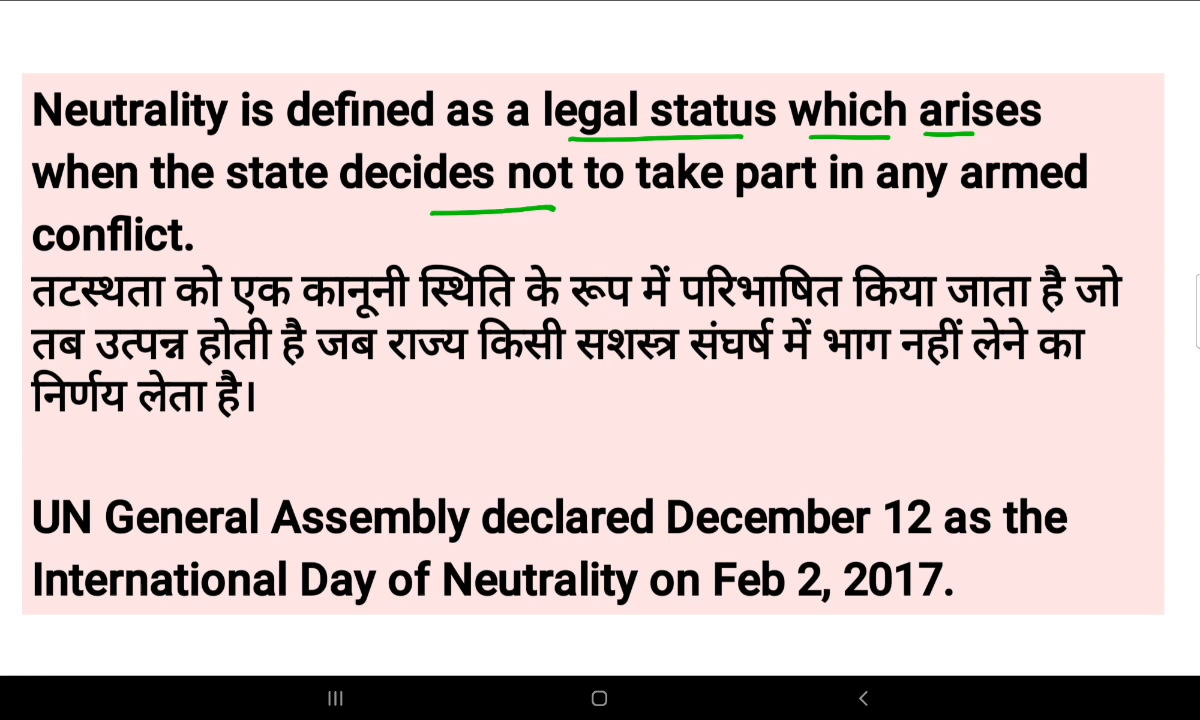 Neutrality is defined as a legal status which arises
when the state decides not to take part in any armed
conflict.
तटस्थता को एक कानूनी स्थिति के रूप में परिभाषित किया जाता है जो
तब उत्पन्न होती है जब राज्य किसी सशस्त्र संघर्ष में भाग नहीं लेने का
निर्णय लेता है।
UN General Assembly declared December 12 as the
International Day of Neutrality on Feb 2, 2017.